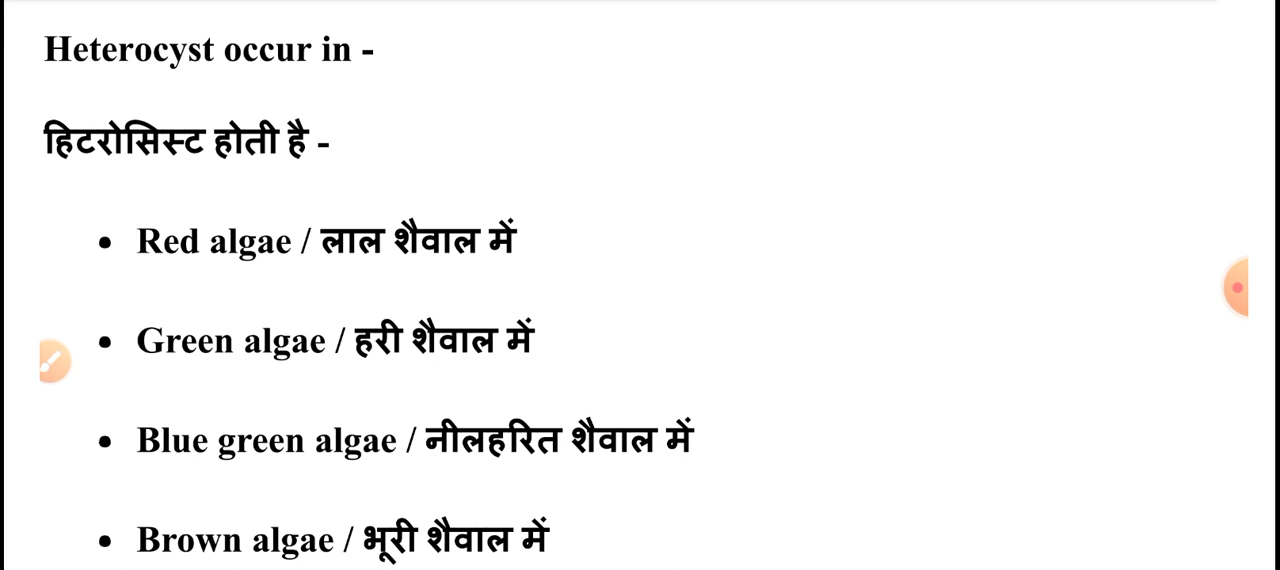 Heterocyst occur in -
हिटरोसिस्ट होती है -
• Red algae / लाल शैवाल में
• Green algae / हरी शैवाल में
• Blue green algae / नीलहरित शैवाल में
• Brown algae / भूरी शैवाल में